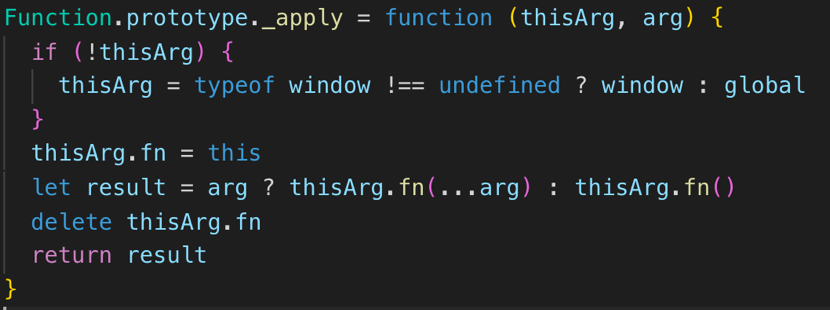 Function.prototype._apply = function (thisArg, arg) {
  if (!thisArg) {
    thisArg = typeof window !== undefined ? window : global
  }
  thisArg.fn = this
  let result = arg ? thisArg.fn(...arg) : thisArg.fn()
  delete thisArg.fn
  return result
}